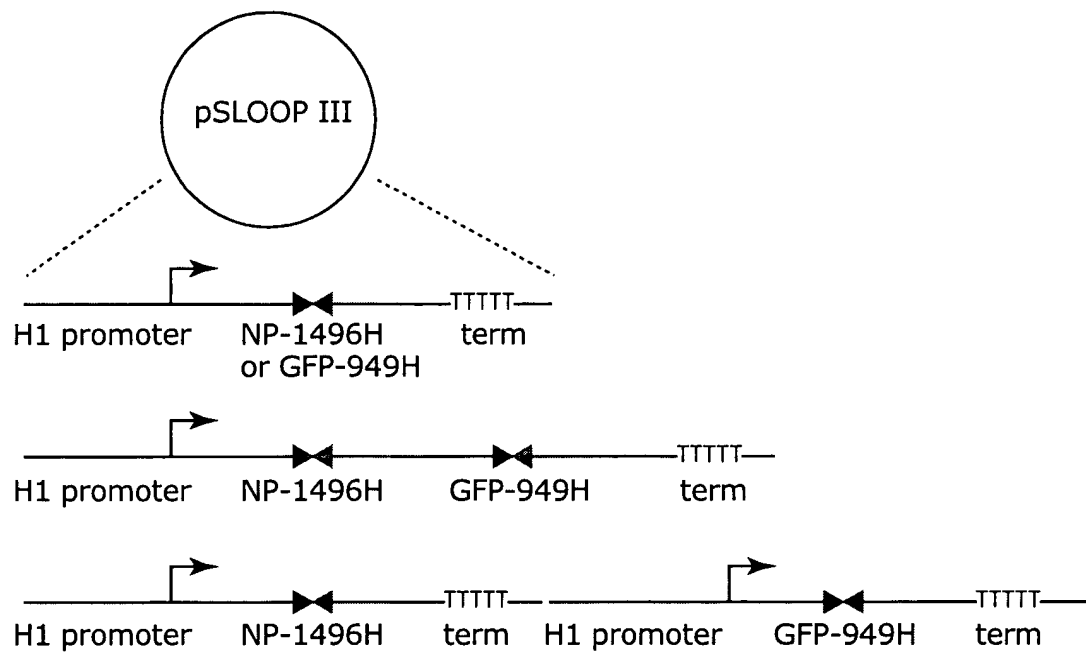 pSLOOP III
TTTTT
H1 promoter NP-1496H term
or GFP-949H
TTTTT
H1 promoter NP-1496H GFP-949H term
TTTTT TTTTT
H1 promoter NP-1496H term H1 promoter GFP-949H term